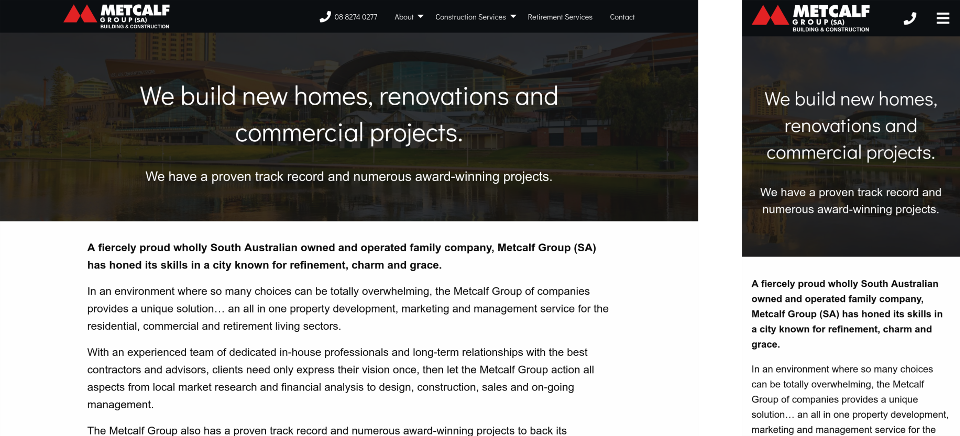 METCALF
GROUP (SA)
BUILDING & CONSTRUCTION
08 8274 0277 About Construction Services Retirement Services Contact
We build new homes, renovations and
commercial projects.
We have a proven track record and numerous award-winning projects.
A fiercely proud wholly South Australian owned and operated family company, Metcalf Group (SA)
has honed its skills in a city known for refinement, charm and grace.
In an environment where so many choices can be totally overwhelming, the Metcalf Group of companies
provides a unique solution… an all in one property development, marketing and management service for the
residential, commercial and retirement living sectors.
With an experienced team of dedicated in-house professionals and long-term relationships with the best
contractors and advisors, clients need only express their vision once, then let the Metcalf Group action all
aspects from local market research and financial analysis to design, construction, sales and on-going
management.
The Metcalf Group also has a proven track record and numerous award-winning projects to back its
METCALF
GROUP (SA)
BUILDING & CONSTRUCTION
We build new homes,
renovations and
commercial projects.
We have a proven track record and
numerous award-winning projects.
A fiercely proud wholly South Australian
owned and operated family company,
Metcalf Group (SA) has honed its skills in
a city known for refinement, charm and
grace.
In an environment where so many choices
can be totally overwhelming, the Metcalf
Group of companies provides a unique
solution… an all in one property development,
marketing and management service for the